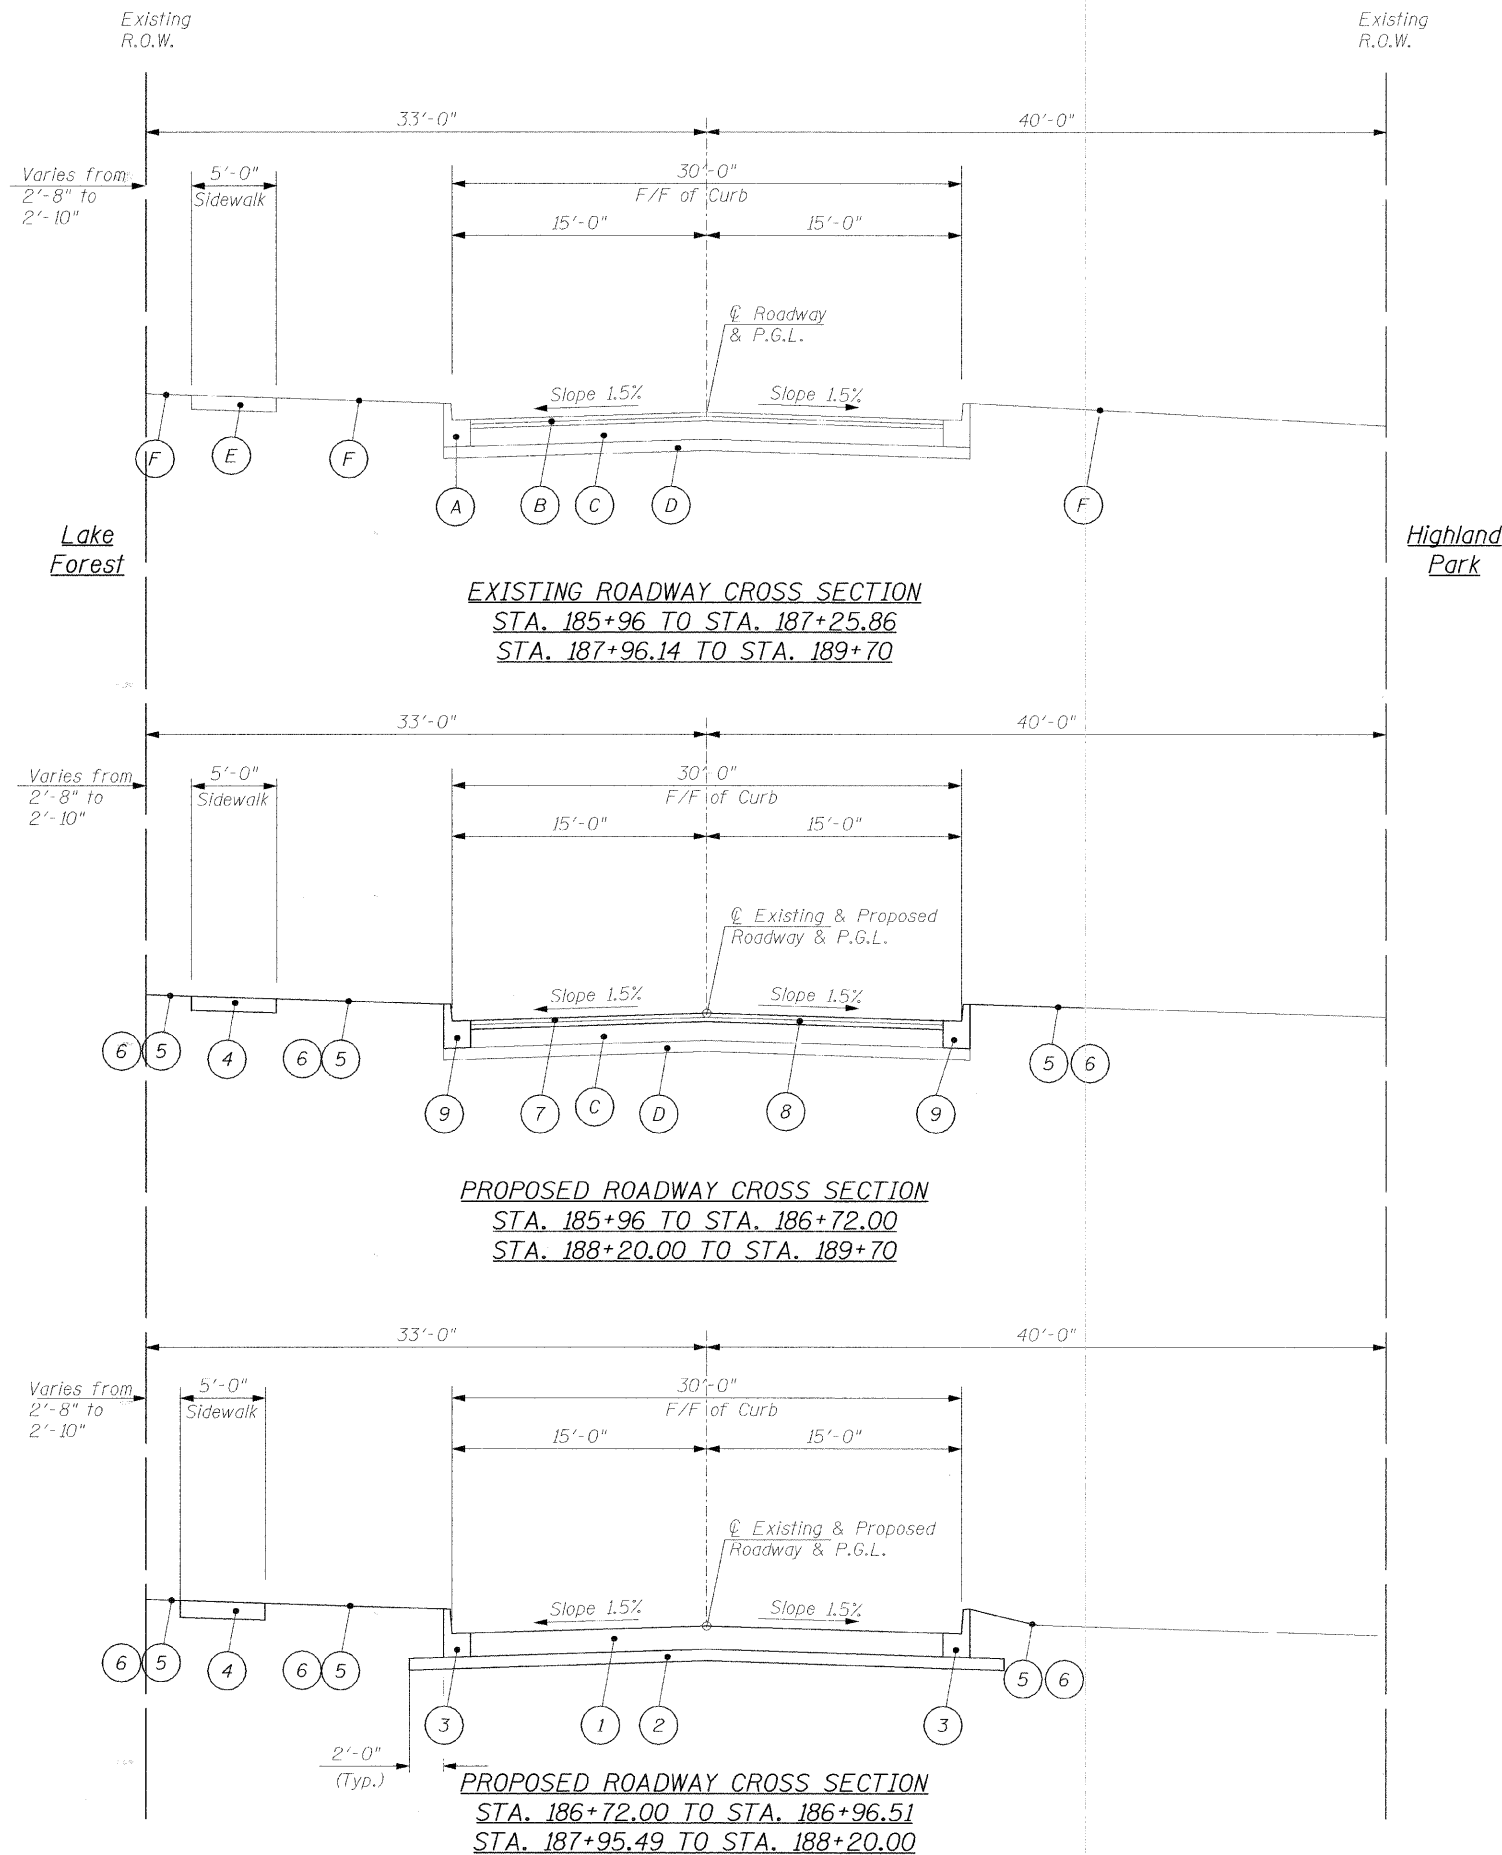 Existing
R.O.W.
Existing
R.O.W.
33'-0"
40'-0"
Varies from
2'-8" to
2'-10"
5'-0"
Sidewalk
30'-0"
F/F of Curb
15'-0"
15'-0"
℄ Roadway
& P.G.L.
Slope 1.5%
Slope 1.5%
F
E
F
A
B
C
D
F
Lake
Forest
Highland
Park
EXISTING ROADWAY CROSS SECTION
STA. 185+96 TO STA. 187+25.86
STA. 187+96.14 TO STA. 189+70
33'-0"
40'-0"
Varies from
2'-8" to
2'-10"
5'-0"
Sidewalk
30'-0"
F/F of Curb
15'-0"
15'-0"
℄ Existing & Proposed
Roadway & P.G.L.
Slope 1.5%
Slope 1.5%
6 5
4
6 5
9
7
C
D
8
9
5 6
PROPOSED ROADWAY CROSS SECTION
STA. 185+96 TO STA. 186+72.00
STA. 188+20.00 TO STA. 189+70
33'-0"
40'-0"
Varies from
2'-8" to
2'-10"
5'-0"
Sidewalk
30'-0"
F/F of Curb
15'-0"
15'-0"
℄ Existing & Proposed
Roadway & P.G.L.
Slope 1.5%
Slope 1.5%
6 5
4
6 5
3
1
2
3
5 6
2'-0"
(Typ.)
PROPOSED ROADWAY CROSS SECTION
STA. 186+72.00 TO STA. 186+96.51
STA. 187+95.49 TO STA. 188+20.00